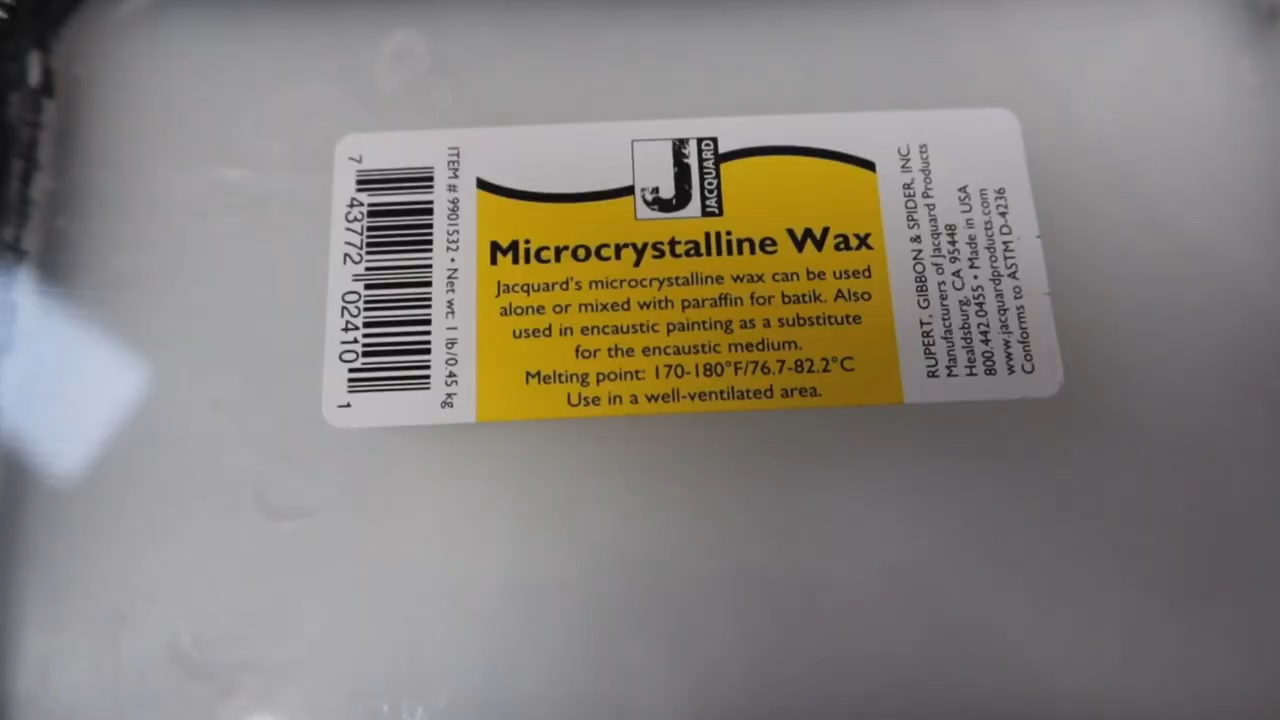 7 43772 02410 1
ITEM # 9901532 • Net wt. 1 lb/0.45 kg
JACQUARD
Microcrystalline Wax
Jacquard's microcrystalline wax can be used
alone or mixed with paraffin for batik. Also
used in encaustic painting as a substitute
for the encaustic medium.
Melting point: 170-180°F/76.7-82.2°C
Use in a well-ventilated area.
RUPERT, GIBBON & SPIDER, INC.
Manufacturers of Jacquard Products
Healdsburg, CA 95448
800.442.0455 • Made in USA
www.jacquardproducts.com
Conforms to ASTM D-4236